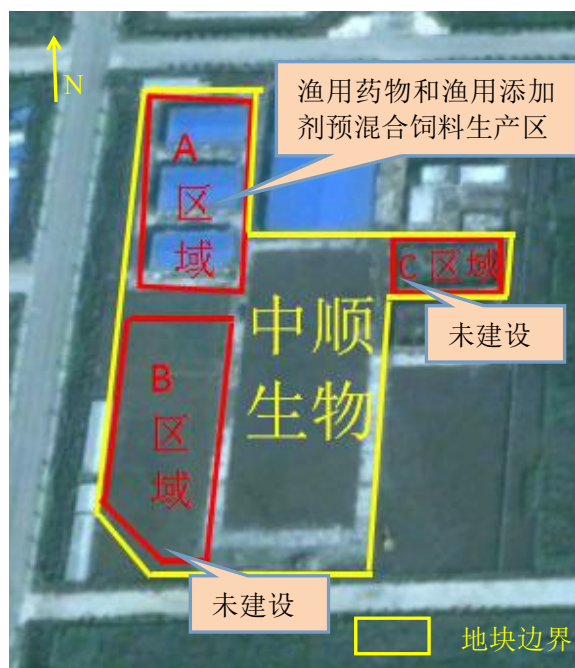 N
渔用药物和渔用添加
剂预混合饲料生产区
A
区
域
C区域
未建设
中顺
生物
B
区
域
未建设
地块边界